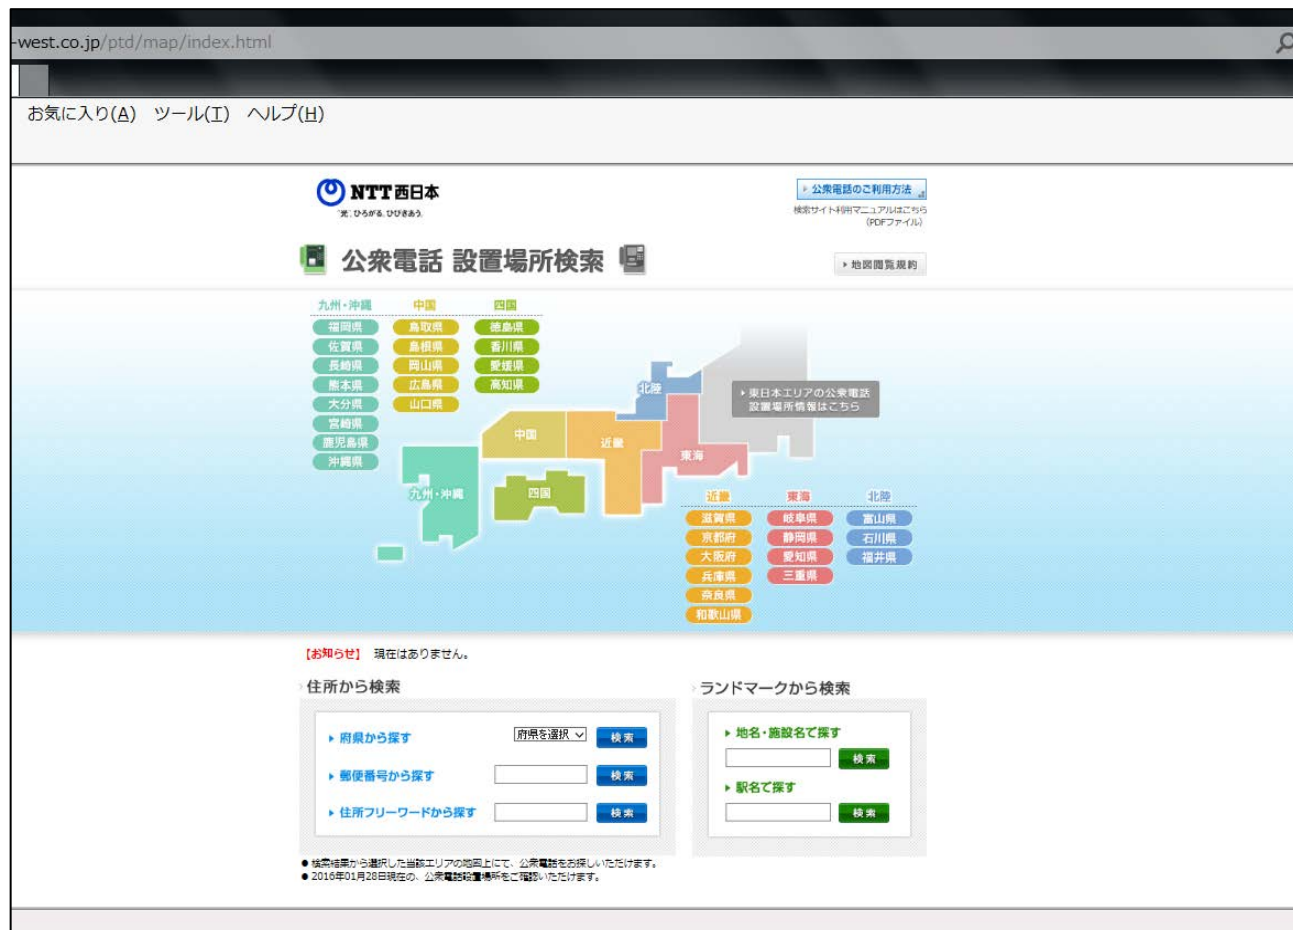 -west.co.jp/ptd/map/index.html
お気に入り(A) ツール(T) ヘルプ(H)
NTT西日本
"光"、ひろがる。ひびきあう。
公衆電話のご利用方法
検索サイト利用マニュアルはこちら
(PDFファイル)
公衆電話 設置場所検索
地図閲覧規約
九州・沖縄 中国 四国
福岡県 鳥取県 徳島県
佐賀県 島根県 香川県
長崎県 岡山県 愛媛県
熊本県 広島県 高知県
大分県 山口県
宮崎県
鹿児島県
沖縄県
北陸
東日本エリアの公衆電話
設置場所情報はこちら
中国
近畿
東海
九州・沖縄
四国
近畿 東海 北陸
滋賀県 岐阜県 富山県
京都府 静岡県 石川県
大阪府 愛知県 福井県
兵庫県 三重県
奈良県
和歌山県
【お知らせ】 現在はありません。
住所から検索
府県から探す 府県を選択 検索
郵便番号から探す 検索
住所フリーワードから探す 検索
ランドマークから検索
地名・施設名で探す
検索
駅名で探す
検索
● 検索結果から選択した当該エリアの地図上にて、公衆電話をお探しいただけます。
● 2016年01月28日現在の、公衆電話設置場所をご確認いただけます。